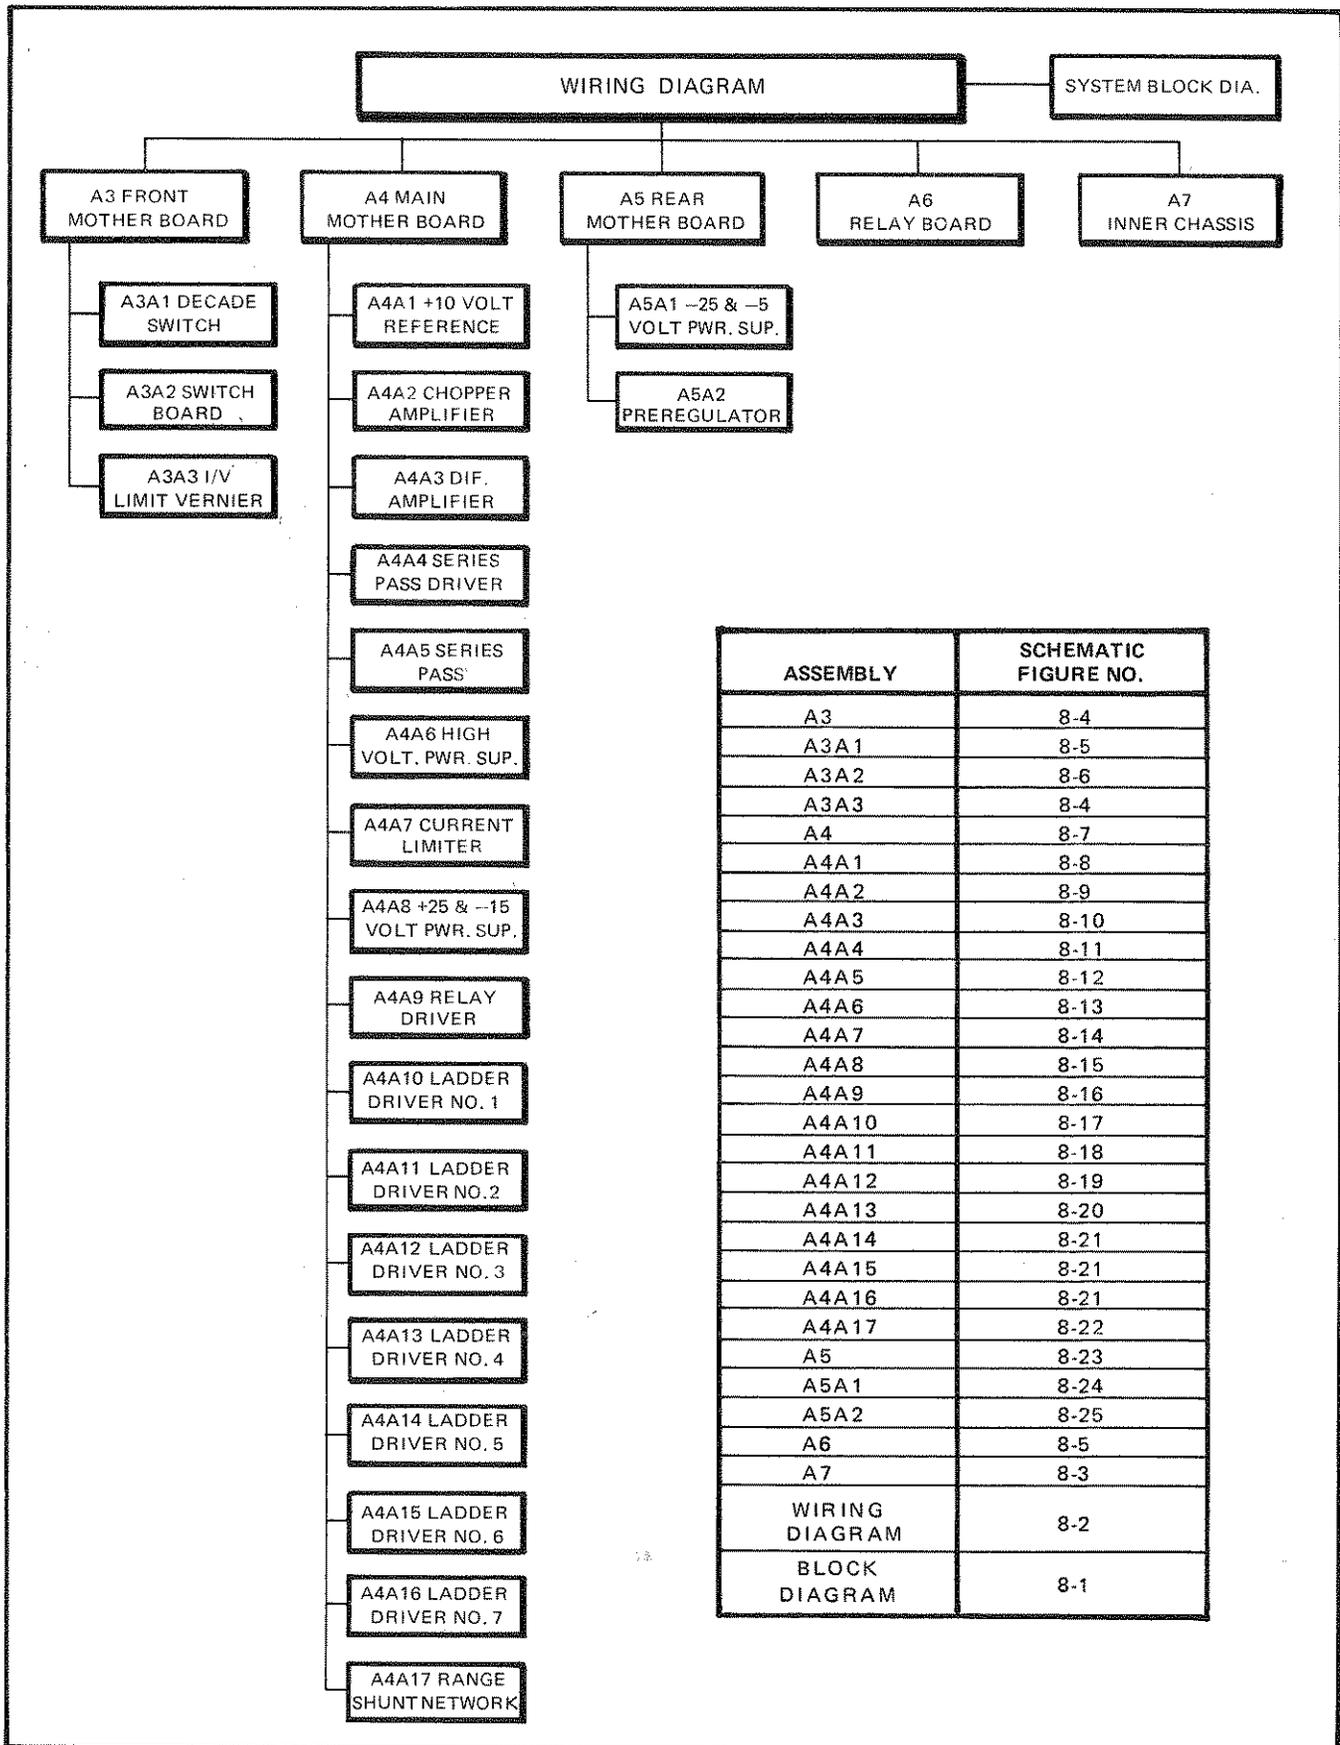 WIRING DIAGRAM
SYSTEM BLOCK DIA.
A3 FRONT
MOTHER BOARD
A4 MAIN
MOTHER BOARD
A5 REAR
MOTHER BOARD
A6
RELAY BOARD
A7
INNER CHASSIS
A3A1 DECADE
SWITCH
A3A2 SWITCH
BOARD
A3A3 I/V
LIMIT VERNIER
A4A1 +10 VOLT
REFERENCE
A4A2 CHOPPER
AMPLIFIER
A4A3 DIF.
AMPLIFIER
A4A4 SERIES
PASS DRIVER
A4A5 SERIES
PASS
A4A6 HIGH
VOLT. PWR. SUP.
A4A7 CURRENT
LIMITER
A4A8 +25 & –15
VOLT PWR. SUP.
A4A9 RELAY
DRIVER
A4A10 LADDER
DRIVER NO. 1
A4A11 LADDER
DRIVER NO.2
A4A12 LADDER
DRIVER NO. 3
A4A13 LADDER
DRIVER NO. 4
A4A14 LADDER
DRIVER NO. 5
A4A15 LADDER
DRIVER NO. 6
A4A16 LADDER
DRIVER NO. 7
A4A17 RANGE
SHUNT NETWORK
A5A1 –25 & –5
VOLT PWR. SUP.
A5A2
PREREGULATOR
ASSEMBLY SCHEMATIC
FIGURE NO.
A3 8-4
A3A1 8-5
A3A2 8-6
A3A3 8-4
A4 8-7
A4A1 8-8
A4A2 8-9
A4A3 8-10
A4A4 8-11
A4A5 8-12
A4A6 8-13
A4A7 8-14
A4A8 8-15
A4A9 8-16
A4A10 8-17
A4A11 8-18
A4A12 8-19
A4A13 8-20
A4A14 8-21
A4A15 8-21
A4A16 8-21
A4A17 8-22
A5 8-23
A5A1 8-24
A5A2 8-25
A6 8-5
A7 8-3
WIRING
DIAGRAM 8-2
BLOCK
DIAGRAM 8-1